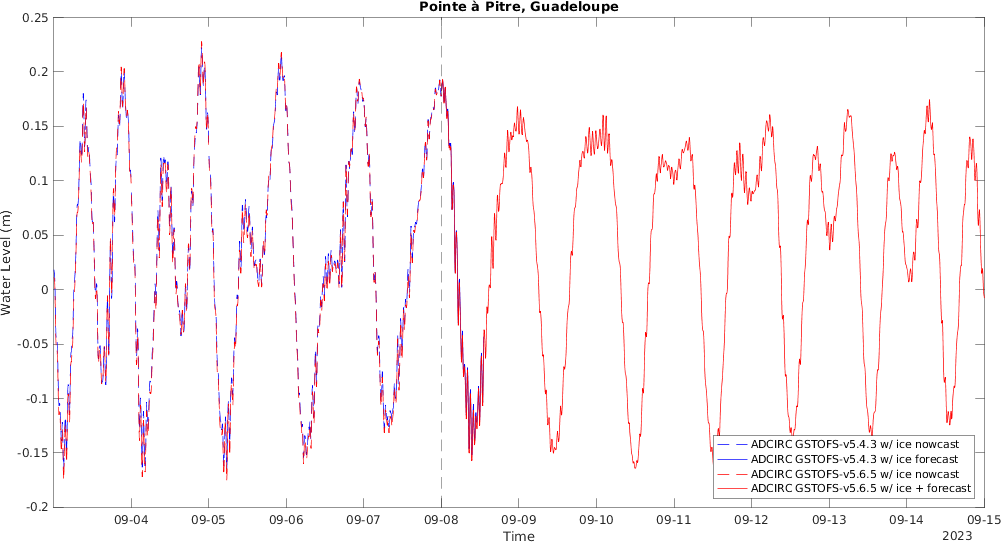 Pointe à Pitre, Guadeloupe
0.25
0.2
0.15
0.1
0.05
0
-0.05
-0.1
-0.15
-0.2
Water Level (m)
ADCIRC GSTOFS-v5.4.3 w/ ice nowcast
ADCIRC GSTOFS-v5.4.3 w/ ice forecast
ADCIRC GSTOFS-v5.6.5 w/ ice nowcast
ADCIRC GSTOFS-v5.6.5 w/ ice + forecast
09-04 09-05 09-06 09-07 09-08 09-09 09-10 09-11 09-12 09-13 09-14 09-15
Time
2023